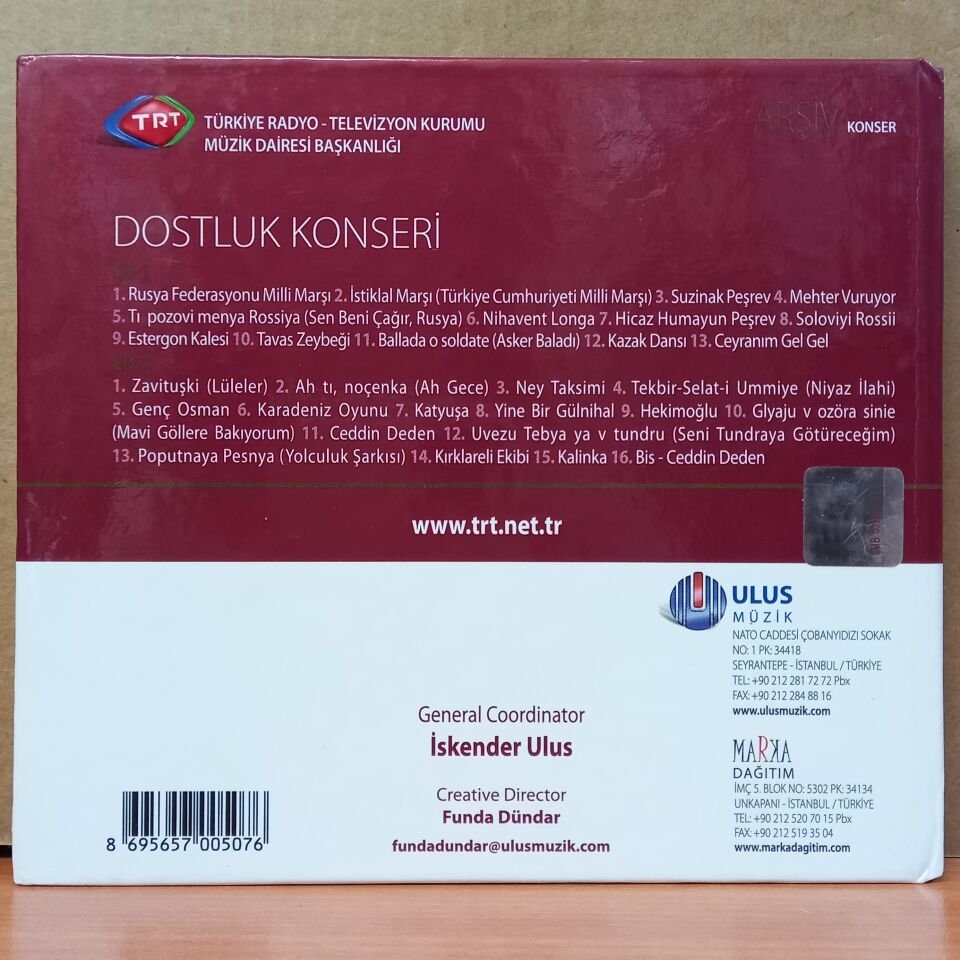 TRT
TÜRKİYE RADYO - TELEVİZYON KURUMU
MÜZİK DAİRESİ BAŞKANLIĞI
ARŞİV KONSER
DOSTLUK KONSERİ
CD-1
1. Rusya Federasyonu Milli Marşı 2. İstiklal Marşı (Türkiye Cumhuriyeti Milli Marşı) 3. Suzinak Peşrev 4. Mehter Vuruyor
5. Tı pozovi menya Rossiya (Sen Beni Çağır, Rusya) 6. Nihavent Longa 7. Hicaz Humayun Peşrev 8. Soloviyi Rossii
9. Estergon Kalesi 10. Tavas Zeybeği 11. Ballada o soldate (Asker Baladı) 12. Kazak Dansı 13. Ceyranım Gel Gel
CD-2
1. Zavituşki (Lüleler) 2. Ah tı, noçenka (Ah Gece) 3. Ney Taksimi 4. Tekbir-Selat-i Ummiye (Niyaz İlahi)
5. Genç Osman 6. Karadeniz Oyunu 7. Katyuşa 8. Yine Bir Gülnihal 9. Hekimoğlu 10. Glyaju v ozöra sinie
(Mavi Göllere Bakıyorum) 11. Ceddin Deden 12. Uvezu Tebya ya v tundru (Seni Tundraya Götüreceğim)
13. Poputnaya Pesnya (Yolculuk Şarkısı) 14. Kırklareli Ekibi 15. Kalinka 16. Bis - Ceddin Deden
www.trt.net.tr
ULUS
MÜZİK
NATO CADDESİ ÇOBANYIDIZI SOKAK
NO: 1 PK: 34418
SEYRANTEPE - İSTANBUL / TÜRKİYE
TEL: +90 212 281 72 72 Pbx
FAX: +90 212 284 88 16
www.ulusmuzik.com
General Coordinator
İskender Ulus
Creative Director
Funda Dündar
fundadundar@ulusmuzik.com
MARKA
DAĞITIM
İMÇ 5. BLOK NO: 5302 PK: 34134
UNKAPANI - İSTANBUL / TÜRKİYE
TEL: +90 212 520 70 15 Pbx
FAX: +90 212 519 35 04
www.markadagitim.com
8 695657 005076